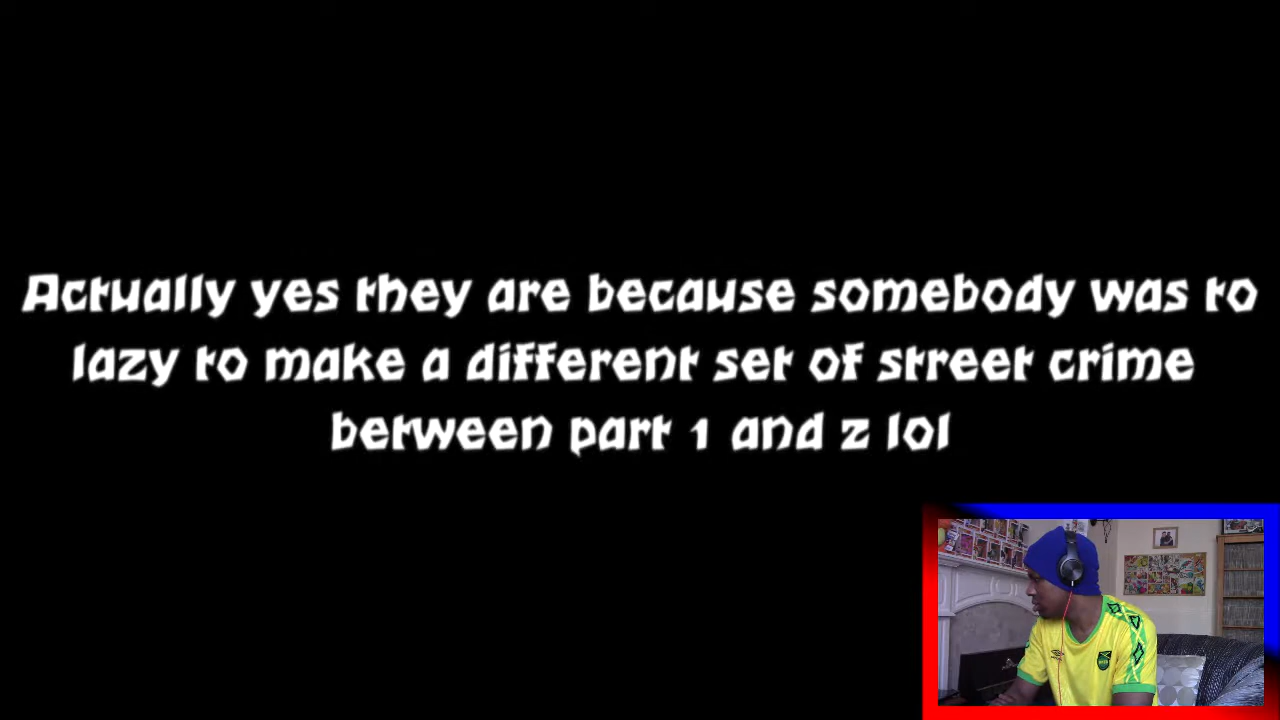 Actually yes they are because somebody was to
lazy to make a different set of street crime
between part 1 and 2 lol